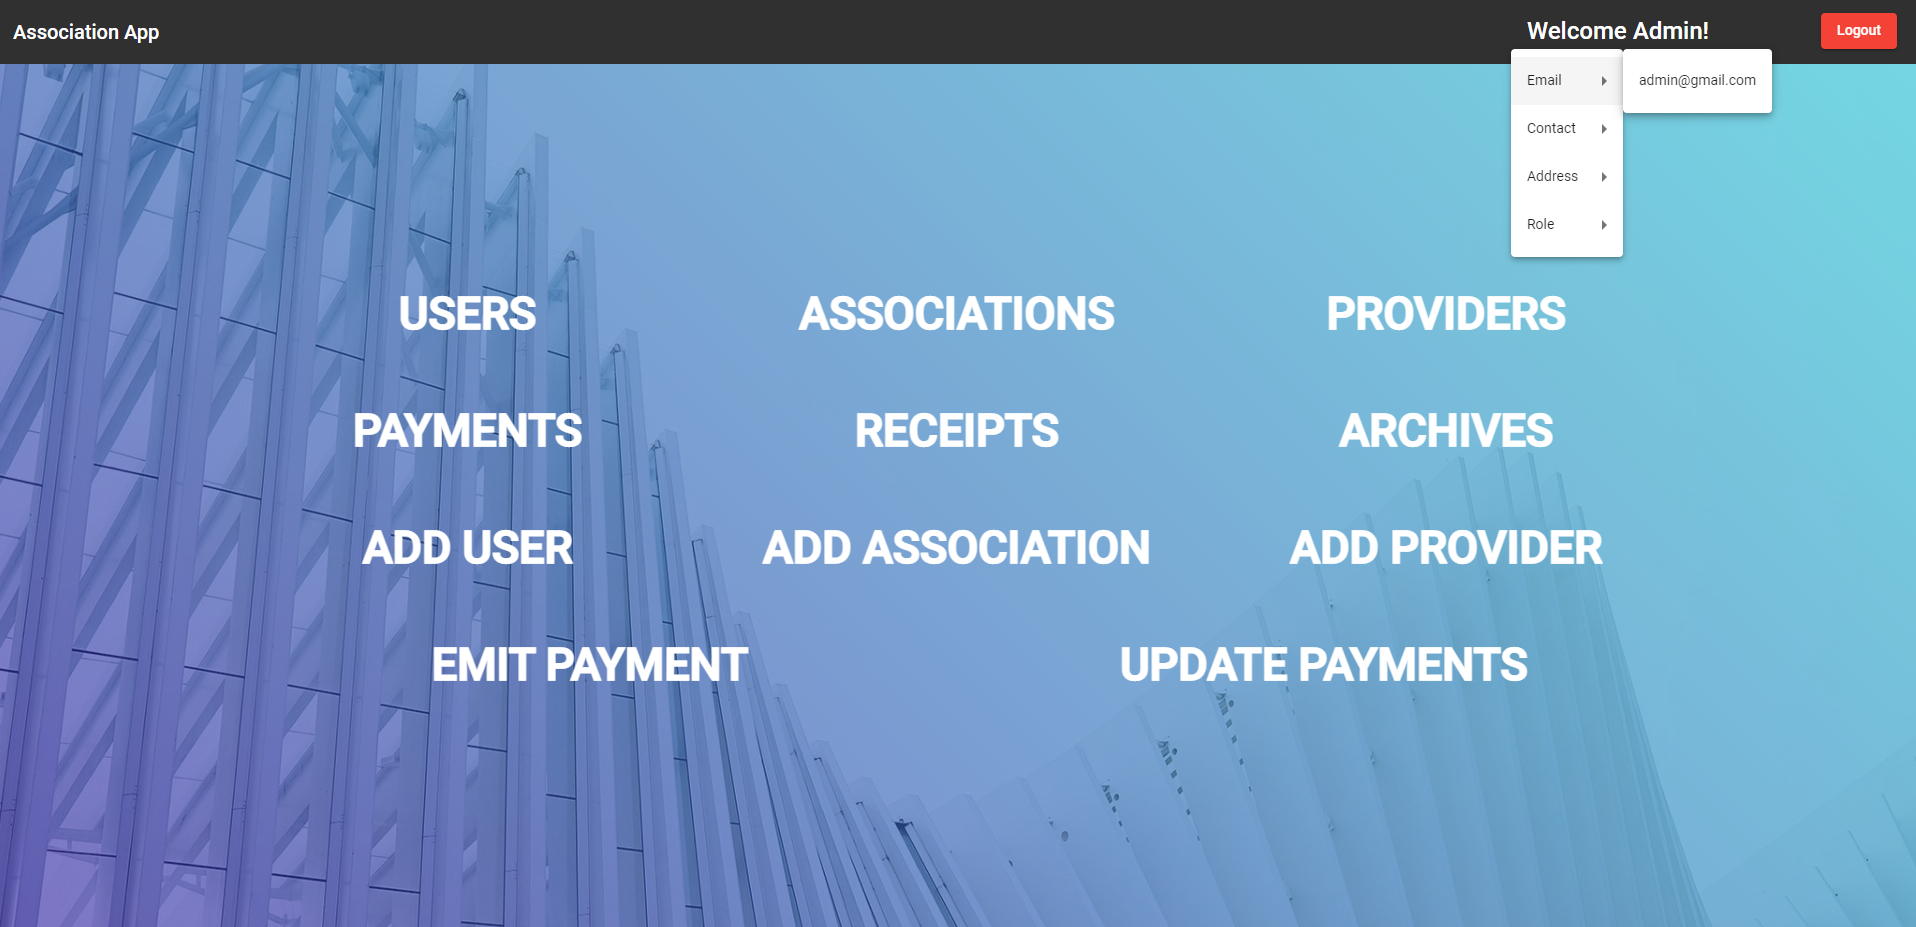 Association App
Welcome Admin!
Logout
Email
admin@gmail.com
Contact
Address
Role
USERS
ASSOCIATIONS
PROVIDERS
PAYMENTS
RECEIPTS
ARCHIVES
ADD USER
ADD ASSOCIATION
ADD PROVIDER
EMIT PAYMENT
UPDATE PAYMENTS